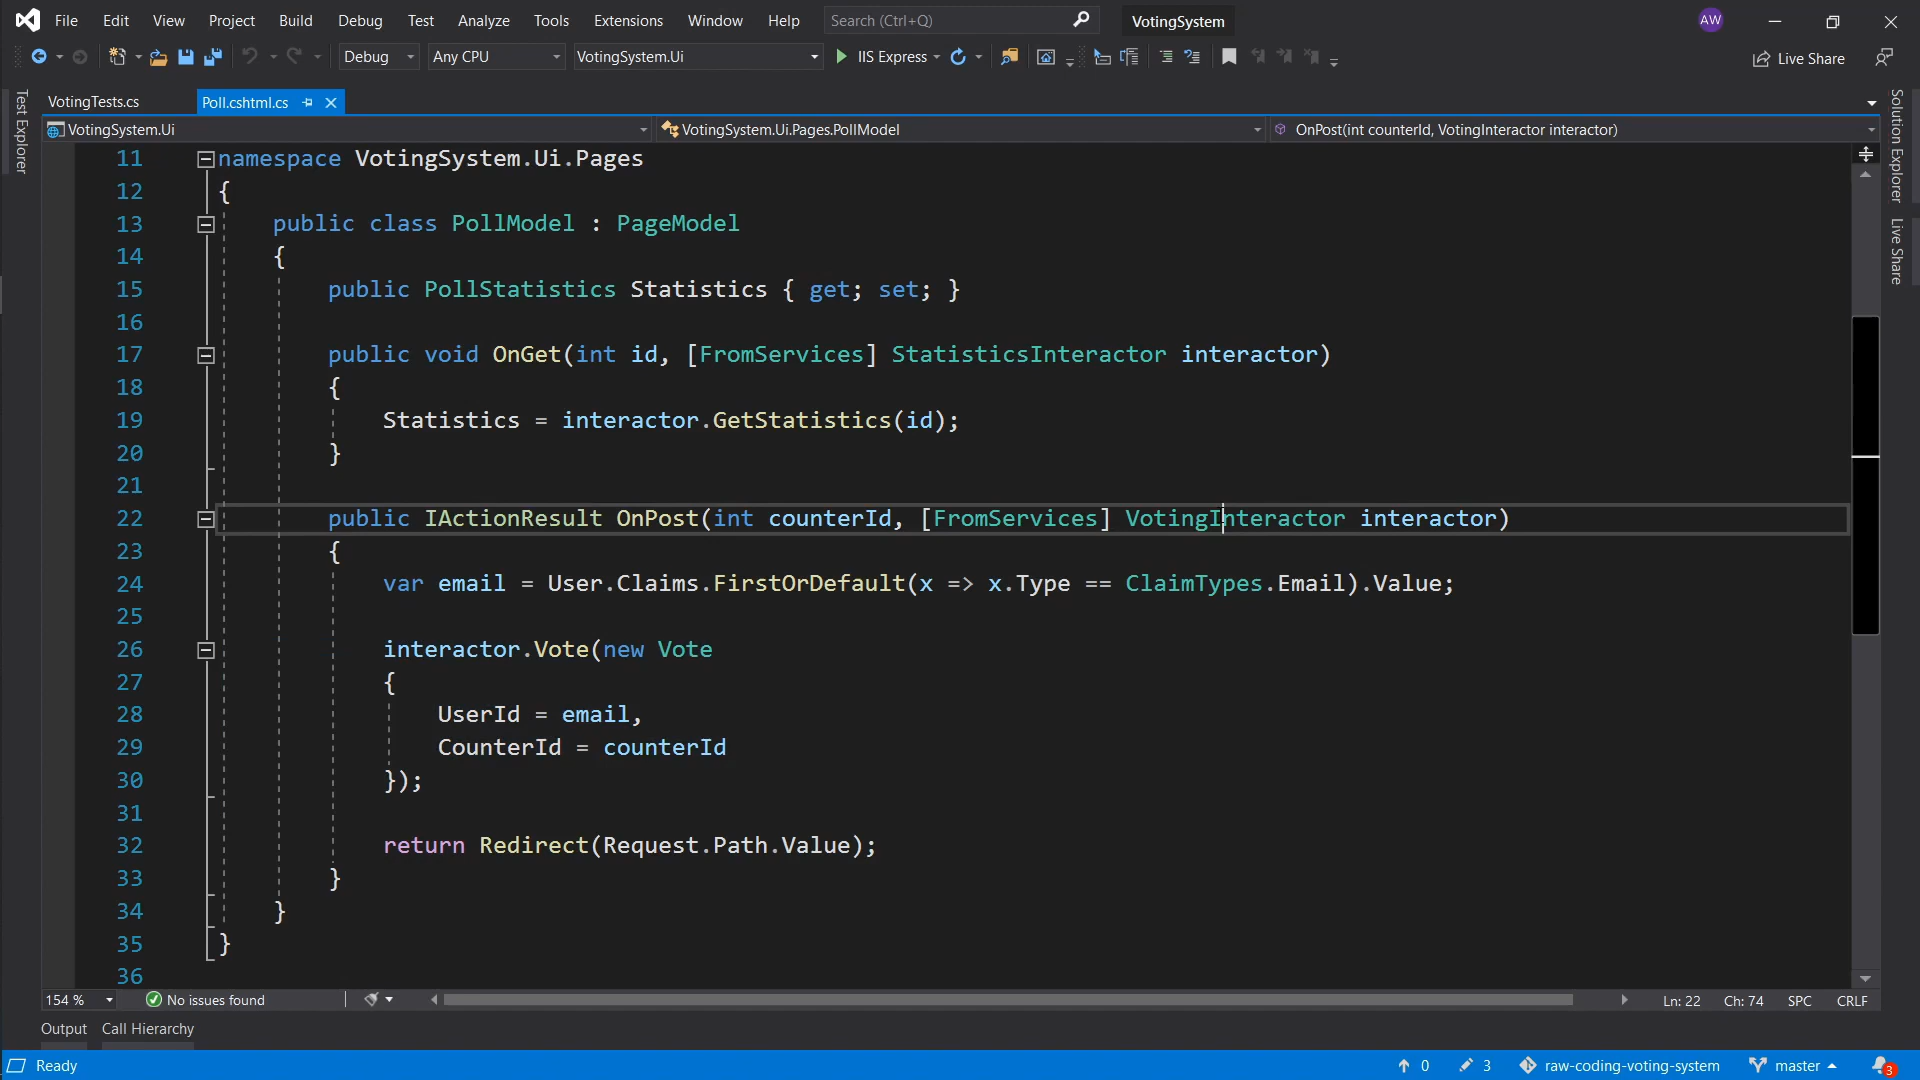 File Edit View Project Build Debug Test Analyze Tools Extensions Window Help Search (Ctrl+Q) VotingSystem AW
Debug Any CPU VotingSystem.Ui IIS Express Live Share
VotingTests.cs Poll.cshtml.cs
VotingSystem.Ui VotingSystem.Ui.Pages.PollModel OnPost(int counterId, VotingInteractor interactor)
Test Explorer
Solution Explorer
Live Share
11 namespace VotingSystem.Ui.Pages
12 {
13 public class PollModel : PageModel
14 {
15 public PollStatistics Statistics { get; set; }
16
17 public void OnGet(int id, [FromServices] StatisticsInteractor interactor)
18 {
19 Statistics = interactor.GetStatistics(id);
20 }
21
22 public IActionResult OnPost(int counterId, [FromServices] VotingInteractor interactor)
23 {
24 var email = User.Claims.FirstOrDefault(x => x.Type == ClaimTypes.Email).Value;
25
26 interactor.Vote(new Vote
27 {
28 UserId = email,
29 CounterId = counterId
30 });
31
32 return Redirect(Request.Path.Value);
33 }
34 }
35 }
36
154 % No issues found Ln: 22 Ch: 74 SPC CRLF
Output Call Hierarchy
Ready 0 3 raw-coding-voting-system master 3